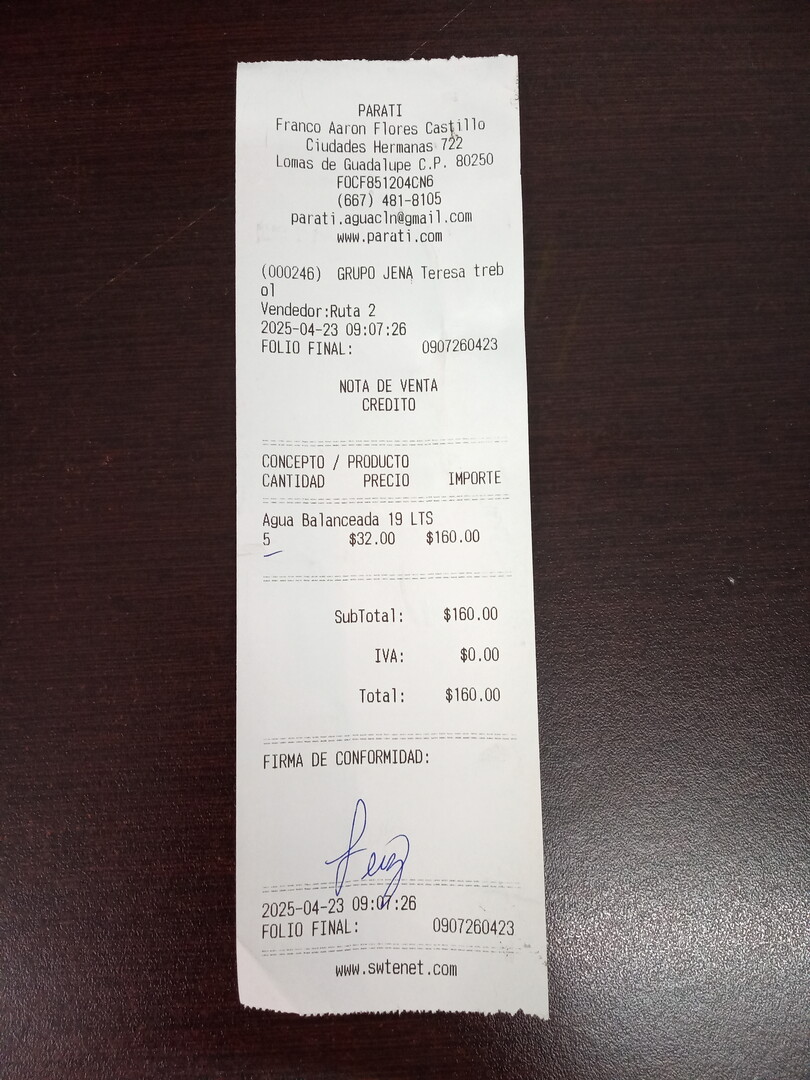 PARATI
Franco Aaron Flores Castillo
Ciudades Hermanas 722
Lomas de Guadalupe C.P. 80250
FOCF851204CN6
(667) 481-8105
parati.aguacln@gmail.com
www.parati.com
(000246)  GRUPO JENA Teresa treb
ol
Vendedor:Ruta 2
2025-04-23 09:07:26
FOLIO FINAL: 0907260423
NOTA DE VENTA
CREDITO
CONCEPTO / PRODUCTO
CANTIDAD PRECIO IMPORTE
Agua Balanceada 19 LTS
5 $32.00 $160.00
SubTotal: $160.00
IVA: $0.00
Total: $160.00
FIRMA DE CONFORMIDAD:
2025-04-23 09:07:26
FOLIO FINAL: 0907260423
www.swtenet.com